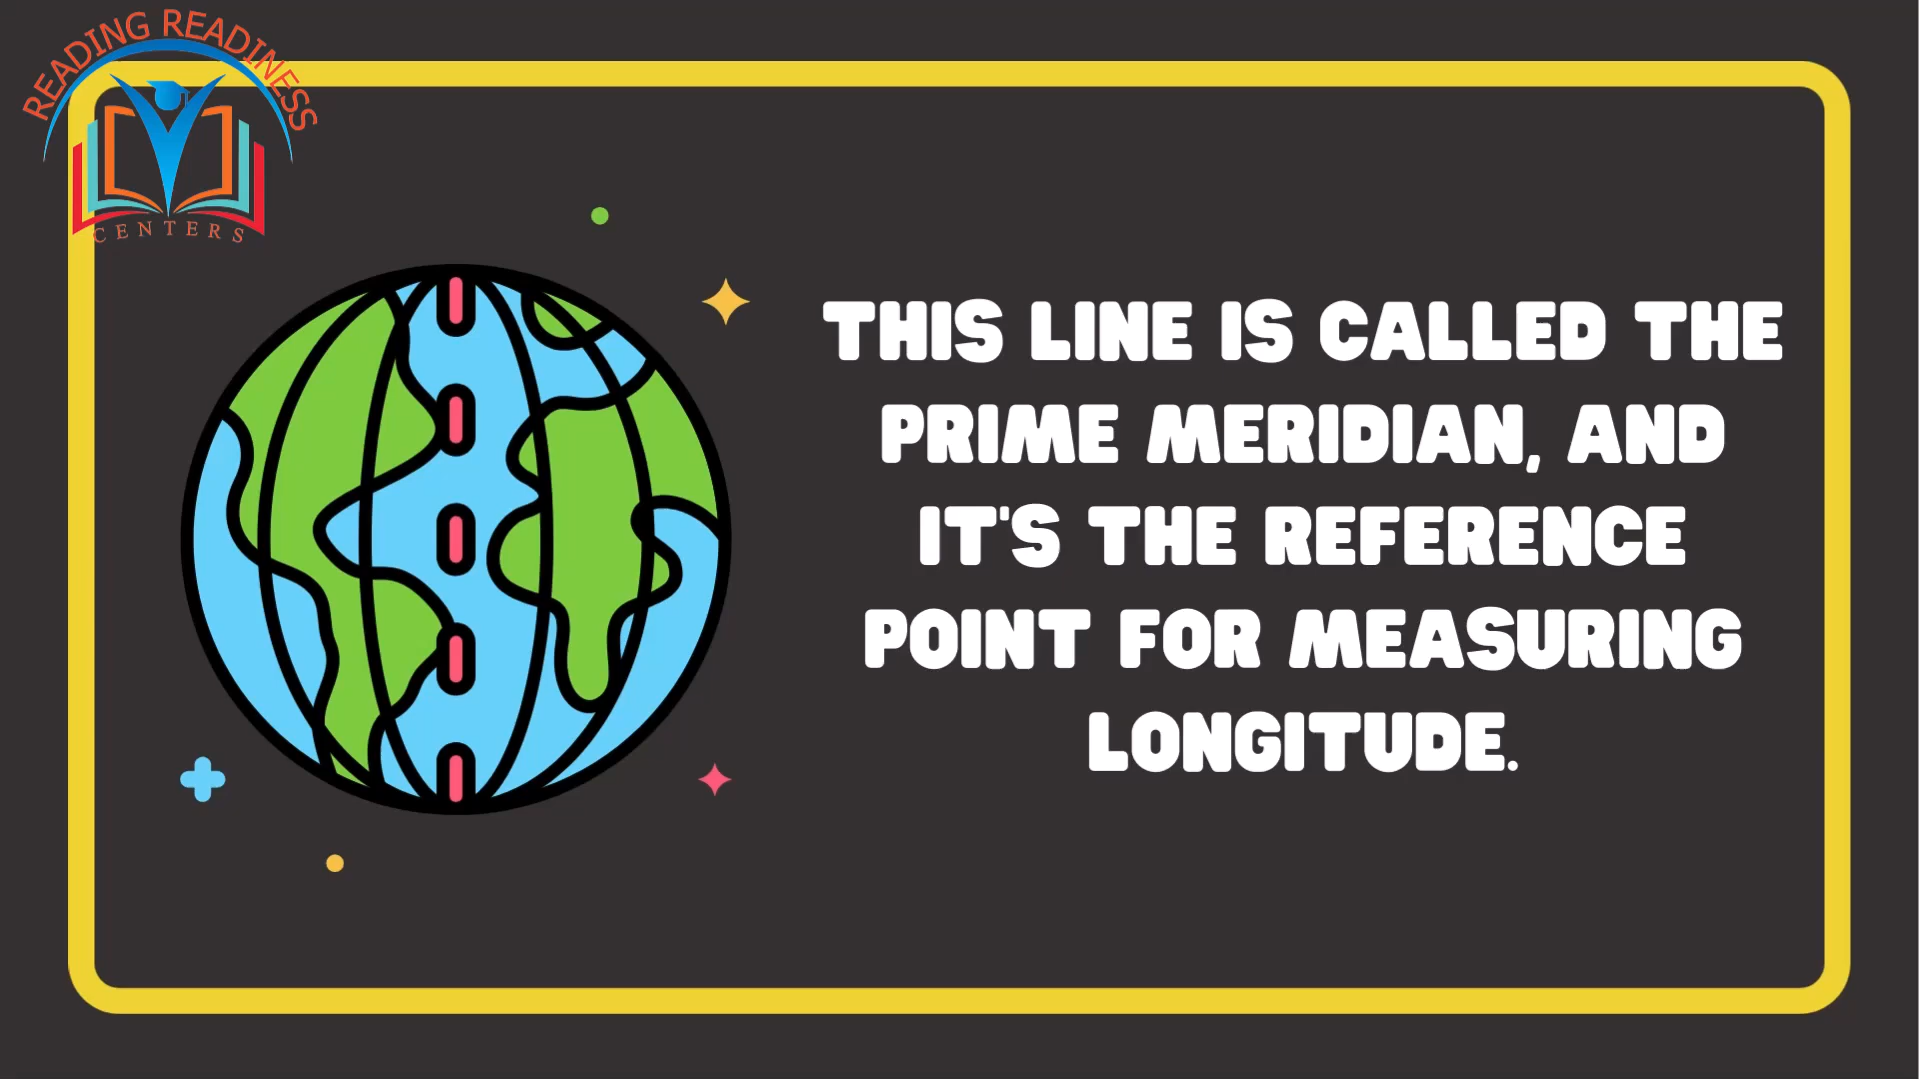 READING READINESS
CENTERS
THIS LINE IS CALLED THE
PRIME MERIDIAN, AND
IT'S THE REFERENCE
POINT FOR MEASURING
LONGITUDE.